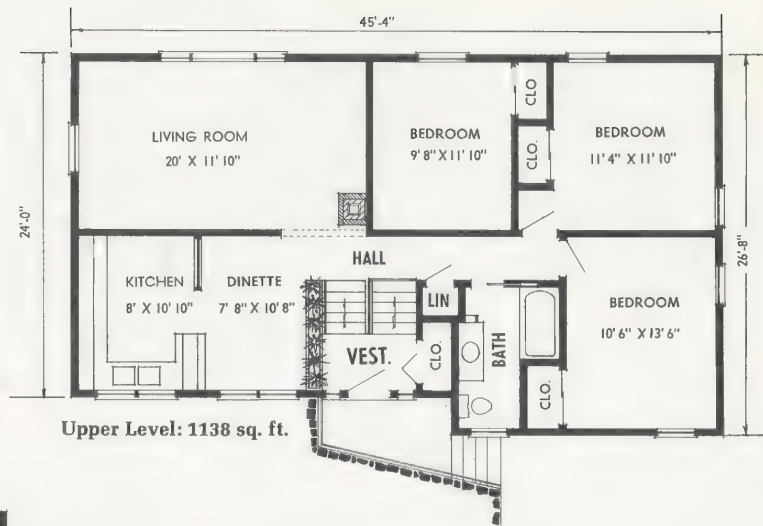 45'-4"
24'-0"
LIVING ROOM
20' X 11' 10"
BEDROOM
9' 8" X 11' 10"
CLO
CLO.
BEDROOM
11' 4" X 11' 10"
26'-8"
HALL
KITCHEN
8' X 10' 10"
DINETTE
7' 8" X 10' 8"
LIN
VEST.
CLO.
BATH
CLO.
BEDROOM
10' 6" X 13' 6"
Upper Level: 1138 sq. ft.